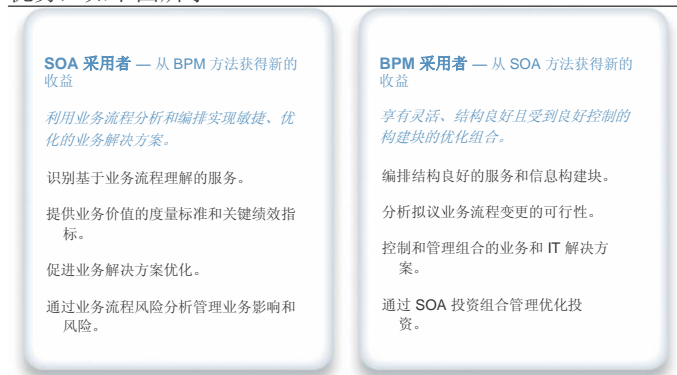 SOA 采用者 — 从 BPM 方法获得新的
收益
利用业务流程分析和编排实现敏捷、优
化的业务解决方案。
识别基于业务流程理解的服务。
提供业务价值的度量标准和关键绩效指
标。
促进业务解决方案优化。
通过业务流程风险分析管理业务影响和
风险。
BPM 采用者 — 从 SOA 方法获得新的
收益
享有灵活、结构良好且受到良好控制的
构建块的优化组合。
编排结构良好的服务和信息构建块。
分析拟议业务流程变更的可行性。
控制和管理组合的业务和 IT 解决方
案。
通过 SOA 投资组合管理优化投
资。